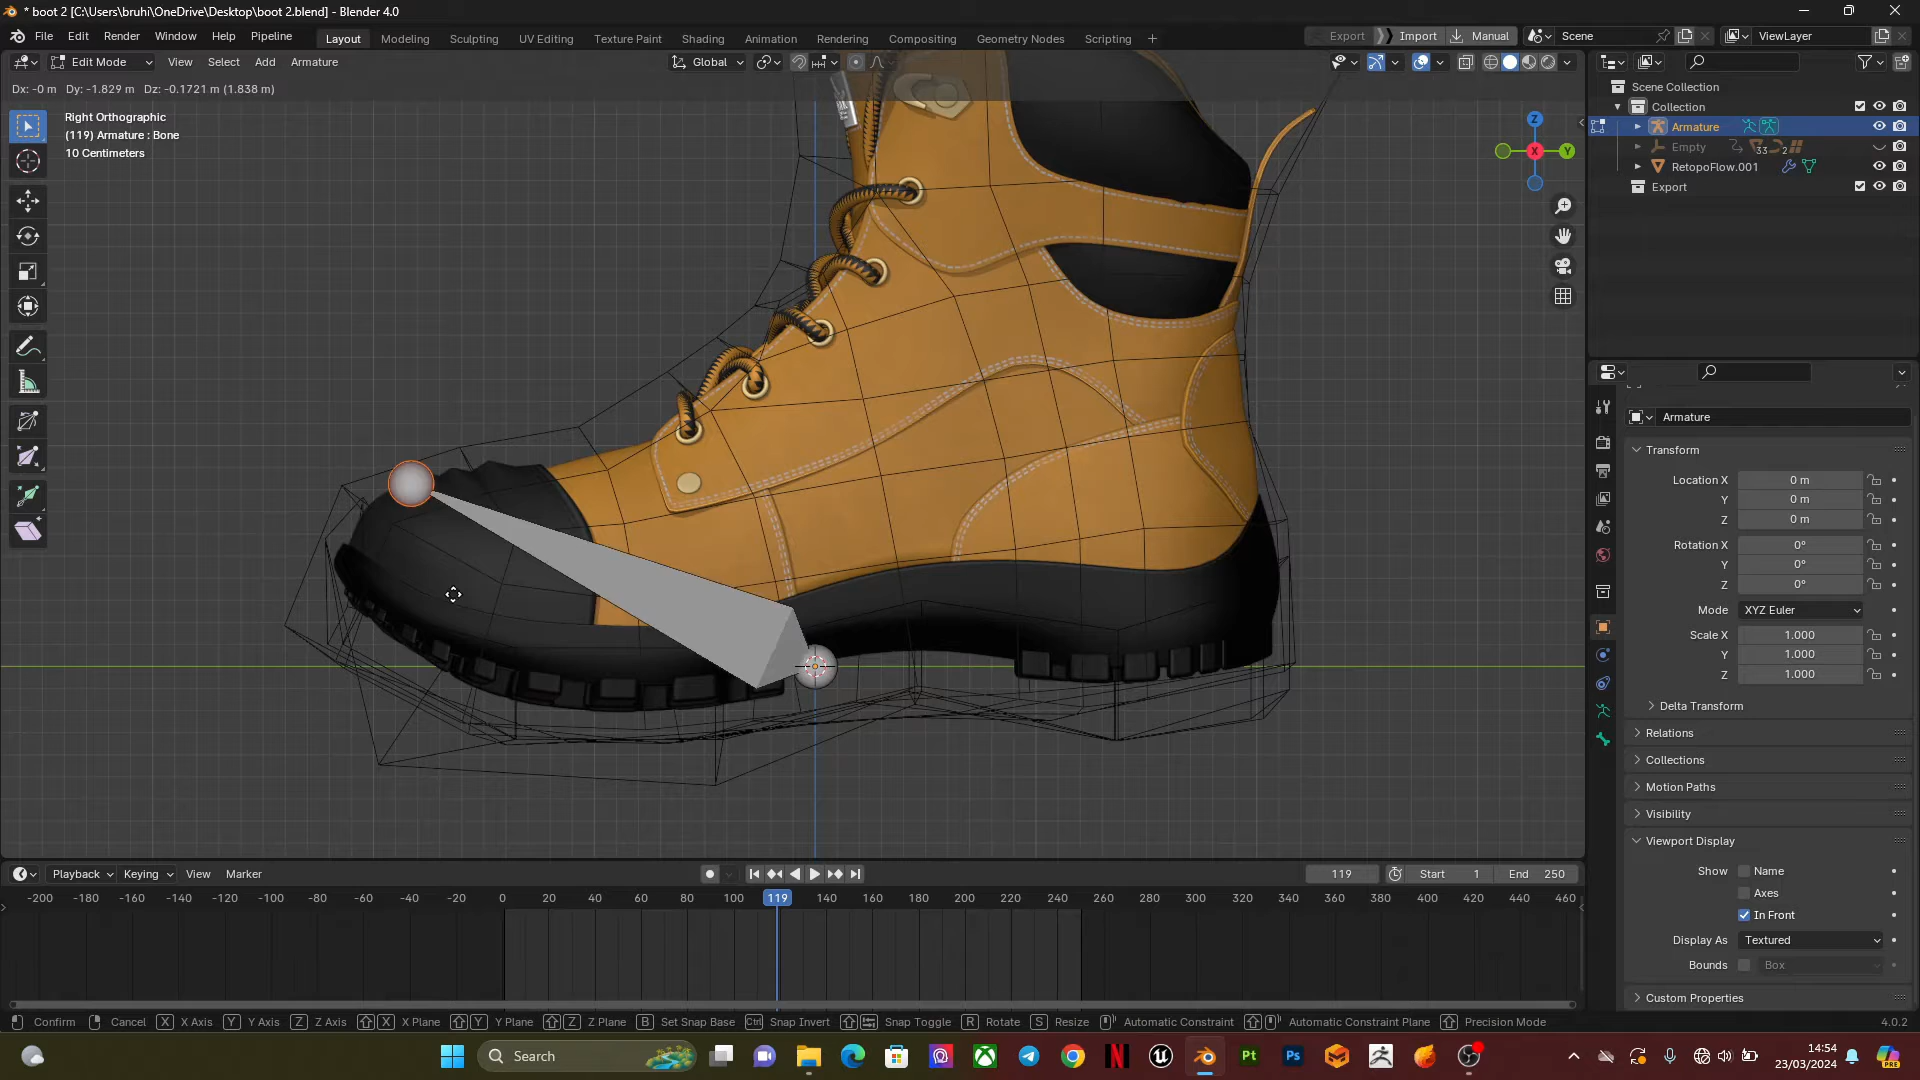 * boot 2 [C:\Users\bruhi\OneDrive\Desktop\boot 2.blend] - Blender 4.0
File Edit Render Window Help Pipeline
Layout Modeling Sculpting UV Editing Texture Paint Shading Animation Rendering Compositing Geometry Nodes Scripting
Export Import Manual Scene ViewLayer
Edit Mode View Select Add Armature Global
Dx: -0 m Dy: -1.829 m Dz: -0.1721 m (1.838 m)
Right Orthographic
(119) Armature : Bone
10 Centimeters
Z
X
Y
Scene Collection
Collection
Armature
Empty 33 2
RetopoFlow.001
Export
Armature
Transform
Location X 0 m
Y 0 m
Z 0 m
Rotation X 0°
Y 0°
Z 0°
Mode XYZ Euler
Scale X 1.000
Y 1.000
Z 1.000
Delta Transform
Relations
Collections
Motion Paths
Visibility
Viewport Display
Show Name
Axes
In Front
Display As Textured
Bounds Box
Custom Properties
Playback Keying View Marker 119 Start 1 End 250
-200 -180 -160 -140 -120 -100 -80 -60 -40 -20 0 20 40 60 80 100 119 140 160 180 200 220 240 260 280 300 320 340 360 380 400 420 440 460
Confirm Cancel X X Axis Y Y Axis Z Z Axis X X Plane Y Y Plane Z Z Plane B Set Snap Base Ctrl Snap Invert Snap Toggle R Rotate S Resize Automatic Constraint Automatic Constraint Plane Precision Mode 4.0.2
Search Pt Ps
14:54
23/03/2024
PRE